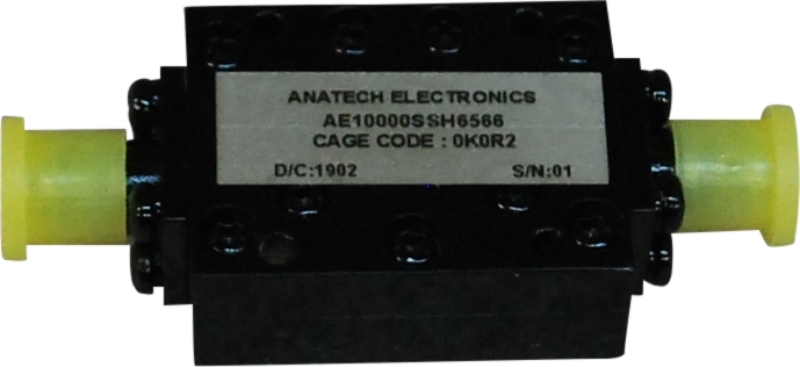 ANATECH ELECTRONICS
AE10000SSH6566
CAGE CODE : 0K0R2
D/C:1902 S/N:01